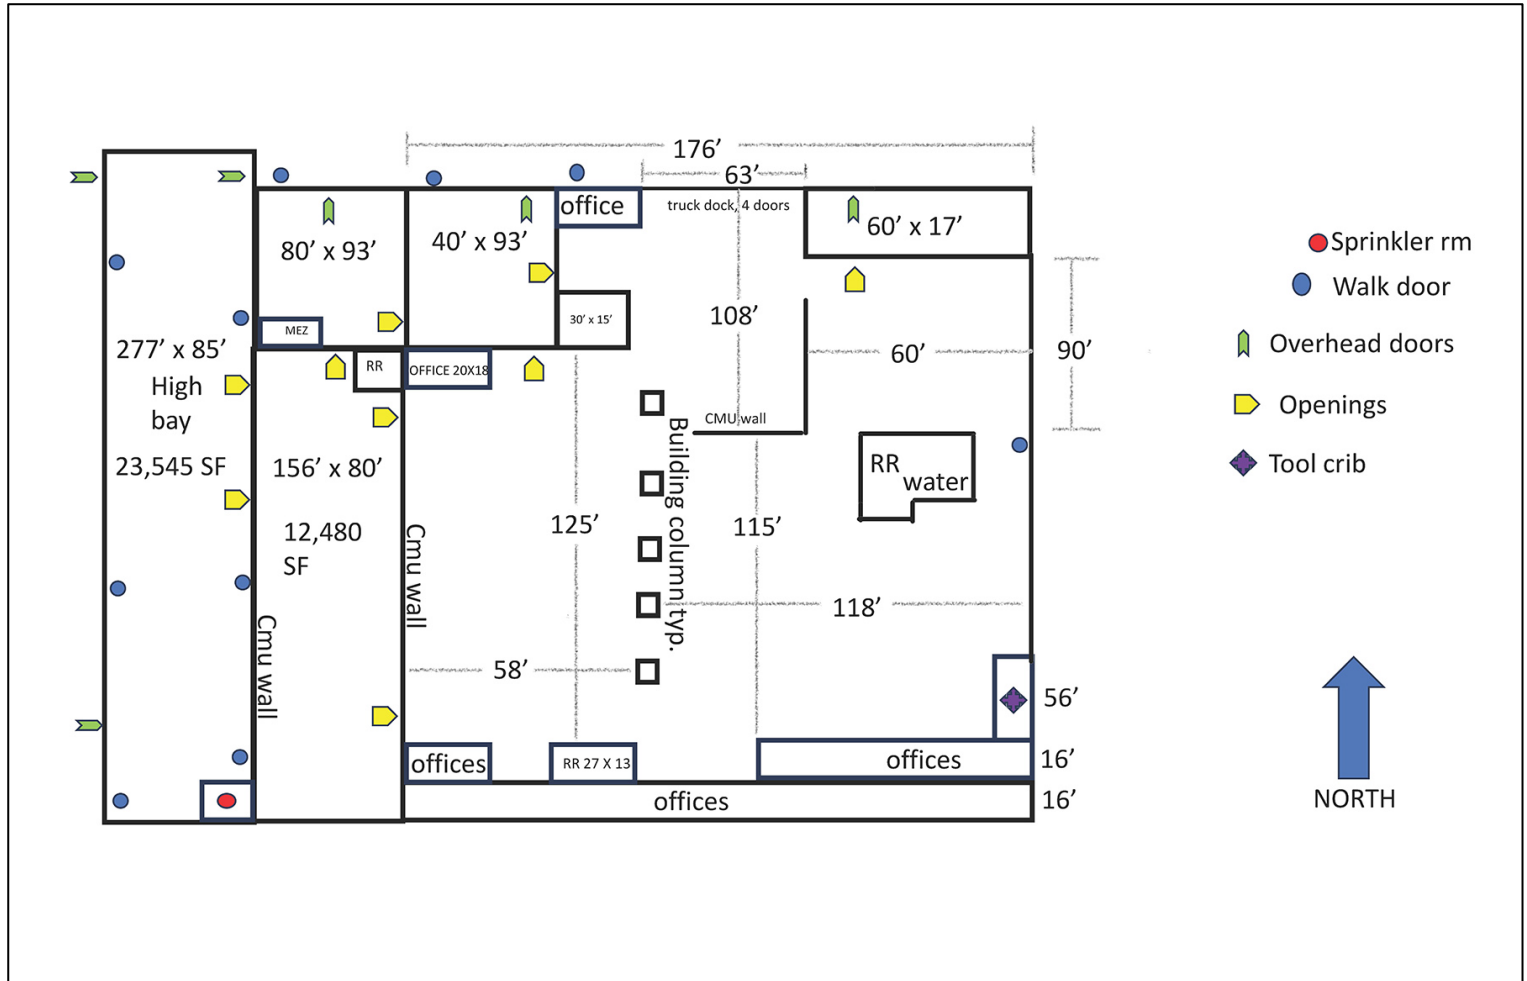 176’
63’
office
truck dock, 4 doors
60’ x 17’
80’ x 93’
40’ x 93’
MEZ
30’ x 15’
108’
60’
90’
277’ x 85’
High
bay
23,545 SF
RR
OFFICE 20X18
CMU wall
Building column typ.
156’ x 80’
12,480
SF
Cmu wall
Cmu wall
125’
115’
RR
water
118’
58’
56’
offices
RR 27 X 13
offices
16’
offices
16’
Sprinkler rm
Walk door
Overhead doors
Openings
Tool crib
NORTH